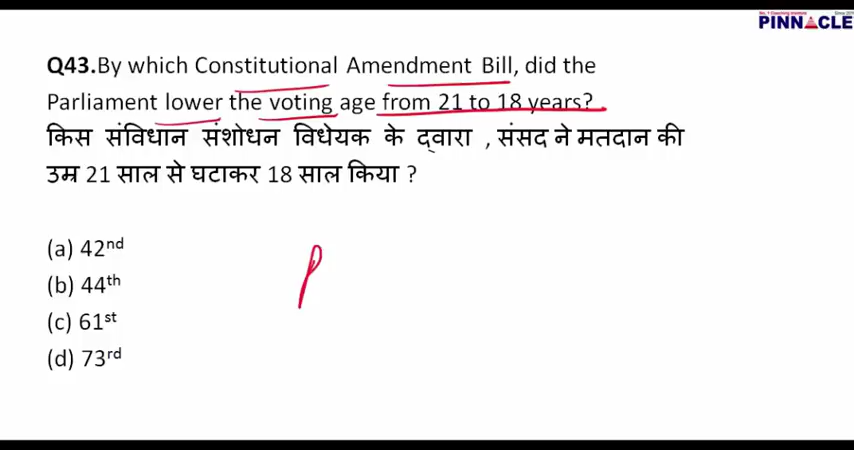 PINNACLE
Q43.By which Constitutional Amendment Bill, did the
Parliament lower the voting age from 21 to 18 years?
किस संविधान संशोधन विधेयक के द्वारा , संसद ने मतदान की
उम्र 21 साल से घटाकर 18 साल किया ?
(a) 42nd
(b) 44th
(c) 61st
(d) 73rd